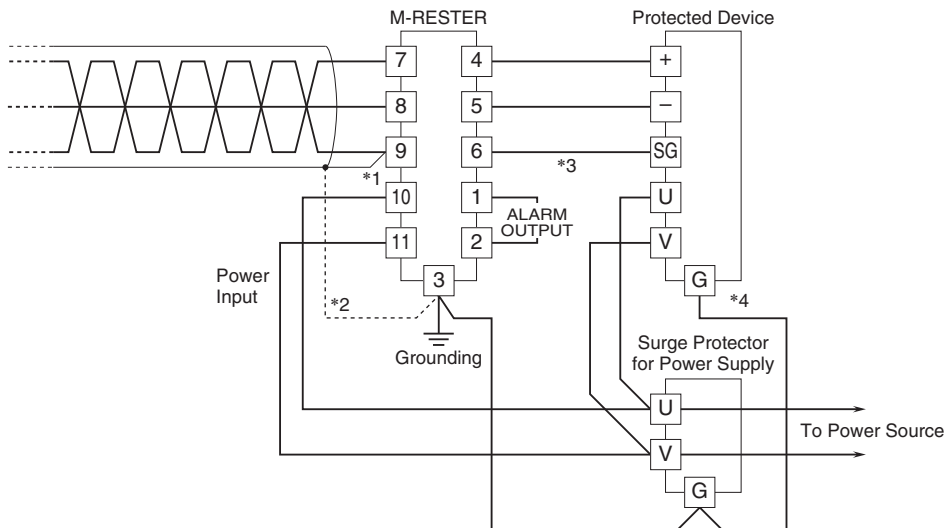 M-RESTER
Protected Device
7
4
+
8
5
−
9
6
SG
*1
*3
10
1
U
ALARM
OUTPUT
11
2
V
Power
Input
3
G
*2
*4
Grounding
Surge Protector
for Power Supply
U
To Power Source
V
G